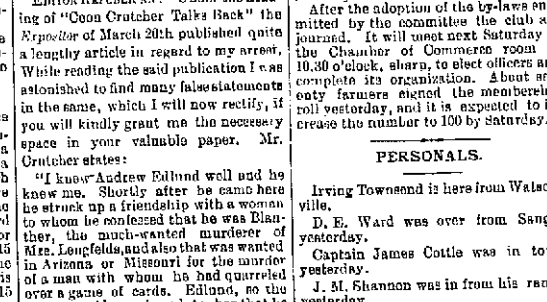 ing of "Coon Crutcher Talks Back" the
Expositor of March 20th published quite
a lengthy article in regard to my arrest,
While reading the said publication I was
astonished to find many false statements
in the same, which I will now rectify, if
you will kindly grant me the necessary
space in your valuable paper. Mr.
Crutcher states:
"I know Andrew Edlund well and he
knew me. Shortly after he came here
he struck up a friendship with a woman
to whom he confessed that he was Blan-
ther, the much-wanted murderer of
Mrs. Lengfelds, and also that was wanted
in Arizona or Missouri for the murder
of a man with whom he had quarreled
over a game of cards. Edlund, so the
After the adoption of the by-laws
mitted by the committee the club a
journed. It will meet next Saturday
the Chamber of Commerce room
10.30 o'clock, sharp, to elect officers an
complete its organization. About se
enty farmers signed the membersh
roll yesterday, and it is expected to i
crease the number to 100 by Saturday.
PERSONALS.
Irving Townsend is here from Watso
ville.
D. E. Ward was over from Sang
yesterday.
Captain James Cottle was in to
yesterday.
J. M. Shannon was in from his ran
yesterday.